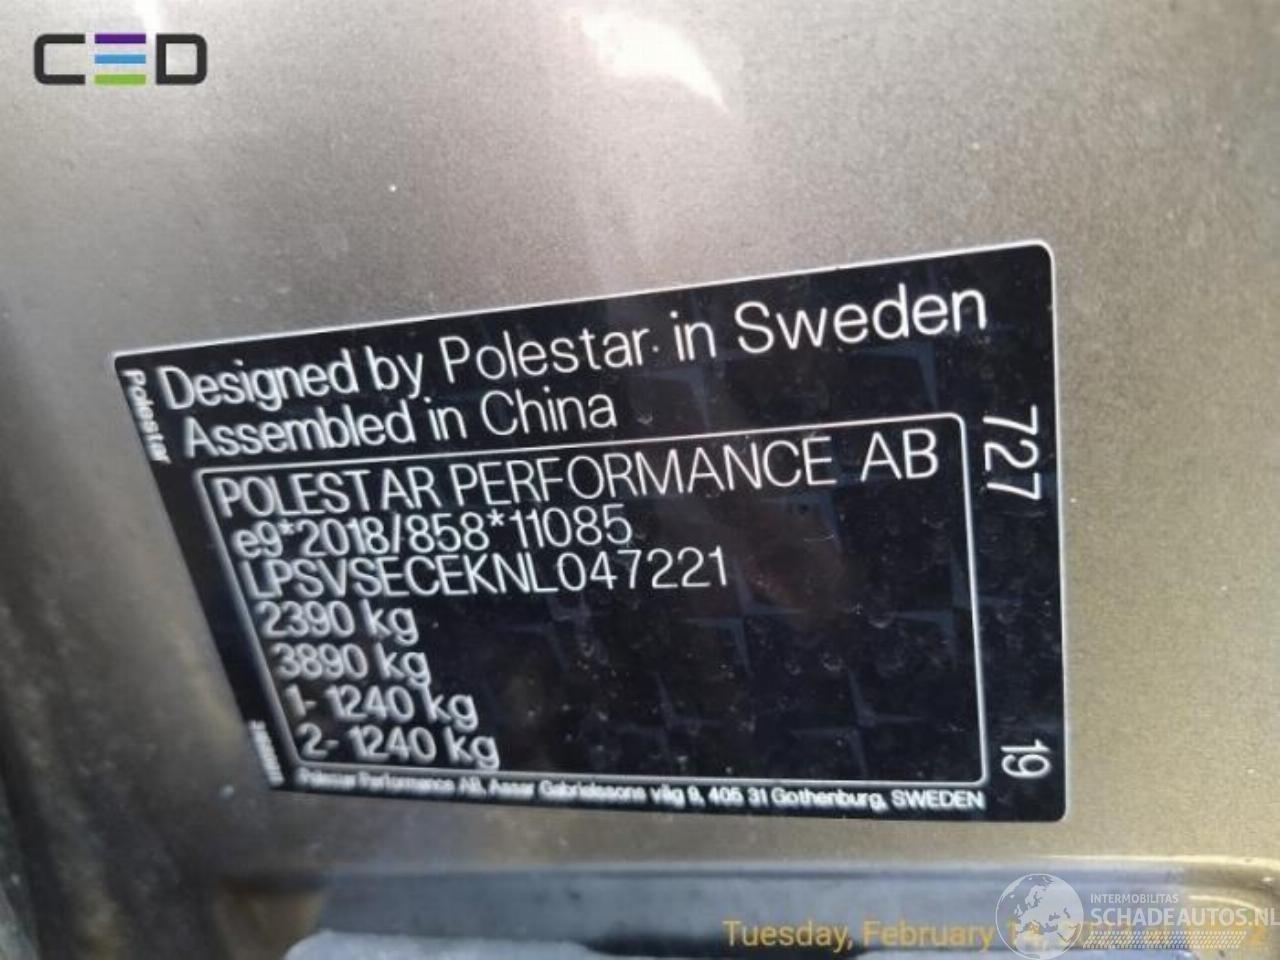 CED
Designed by Polestar in Sweden
Assembled in China
Polestar
POLESTAR PERFORMANCE AB
e9*2018/858*11085
LPSVSECEKNL047221
2390 kg
3890 kg
1- 1240 kg
2- 1240 kg
727
19
Polestar Performance AB, Assar Gabrielssons väg 9, 405 31 Gothenburg, SWEDEN
INTERMOBILITAS
SCHADEAUTOS.NL
Tuesday, February